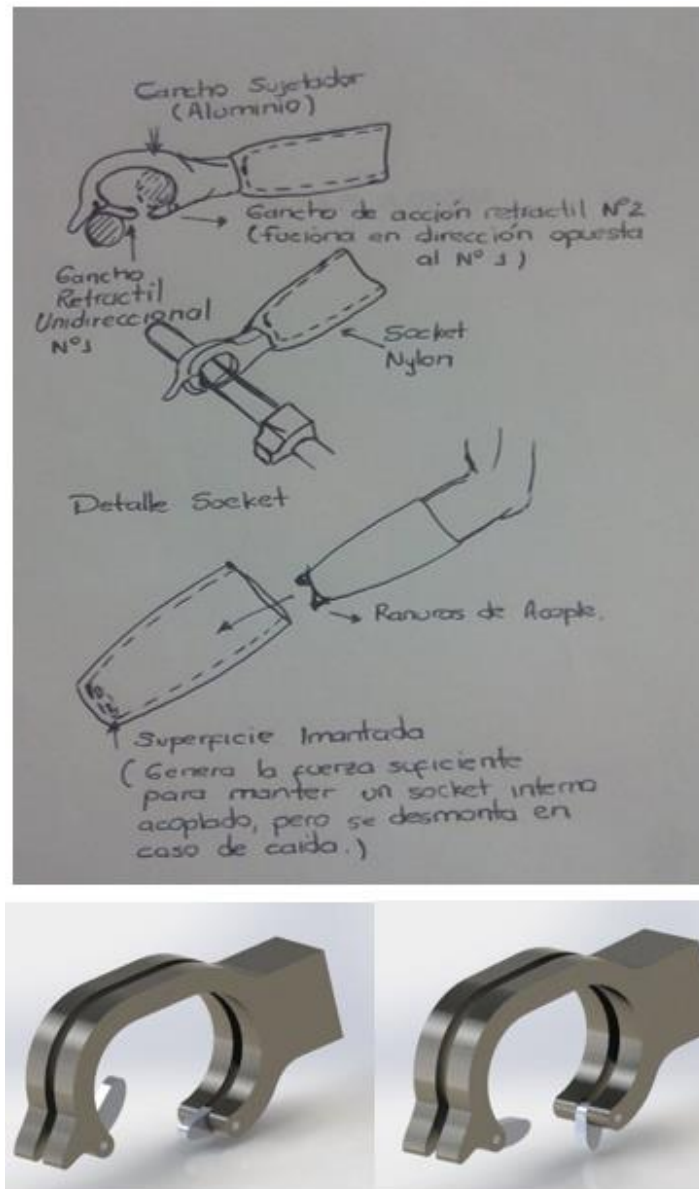 Gancho Sujetador
(Aluminio)
Gancho de acción retractil N°2
(fuciona en dirección opuesta
al N° 1)
Gancho
Retractil
Unidireccional
N°1
Socket
Nylon
Detalle Socket
Ranuras de Acople.
Superficie Imantada
(Genera la fuerza suficiente
para manter un socket interno
acoplado, pero se desmonta en
caso de caida.)